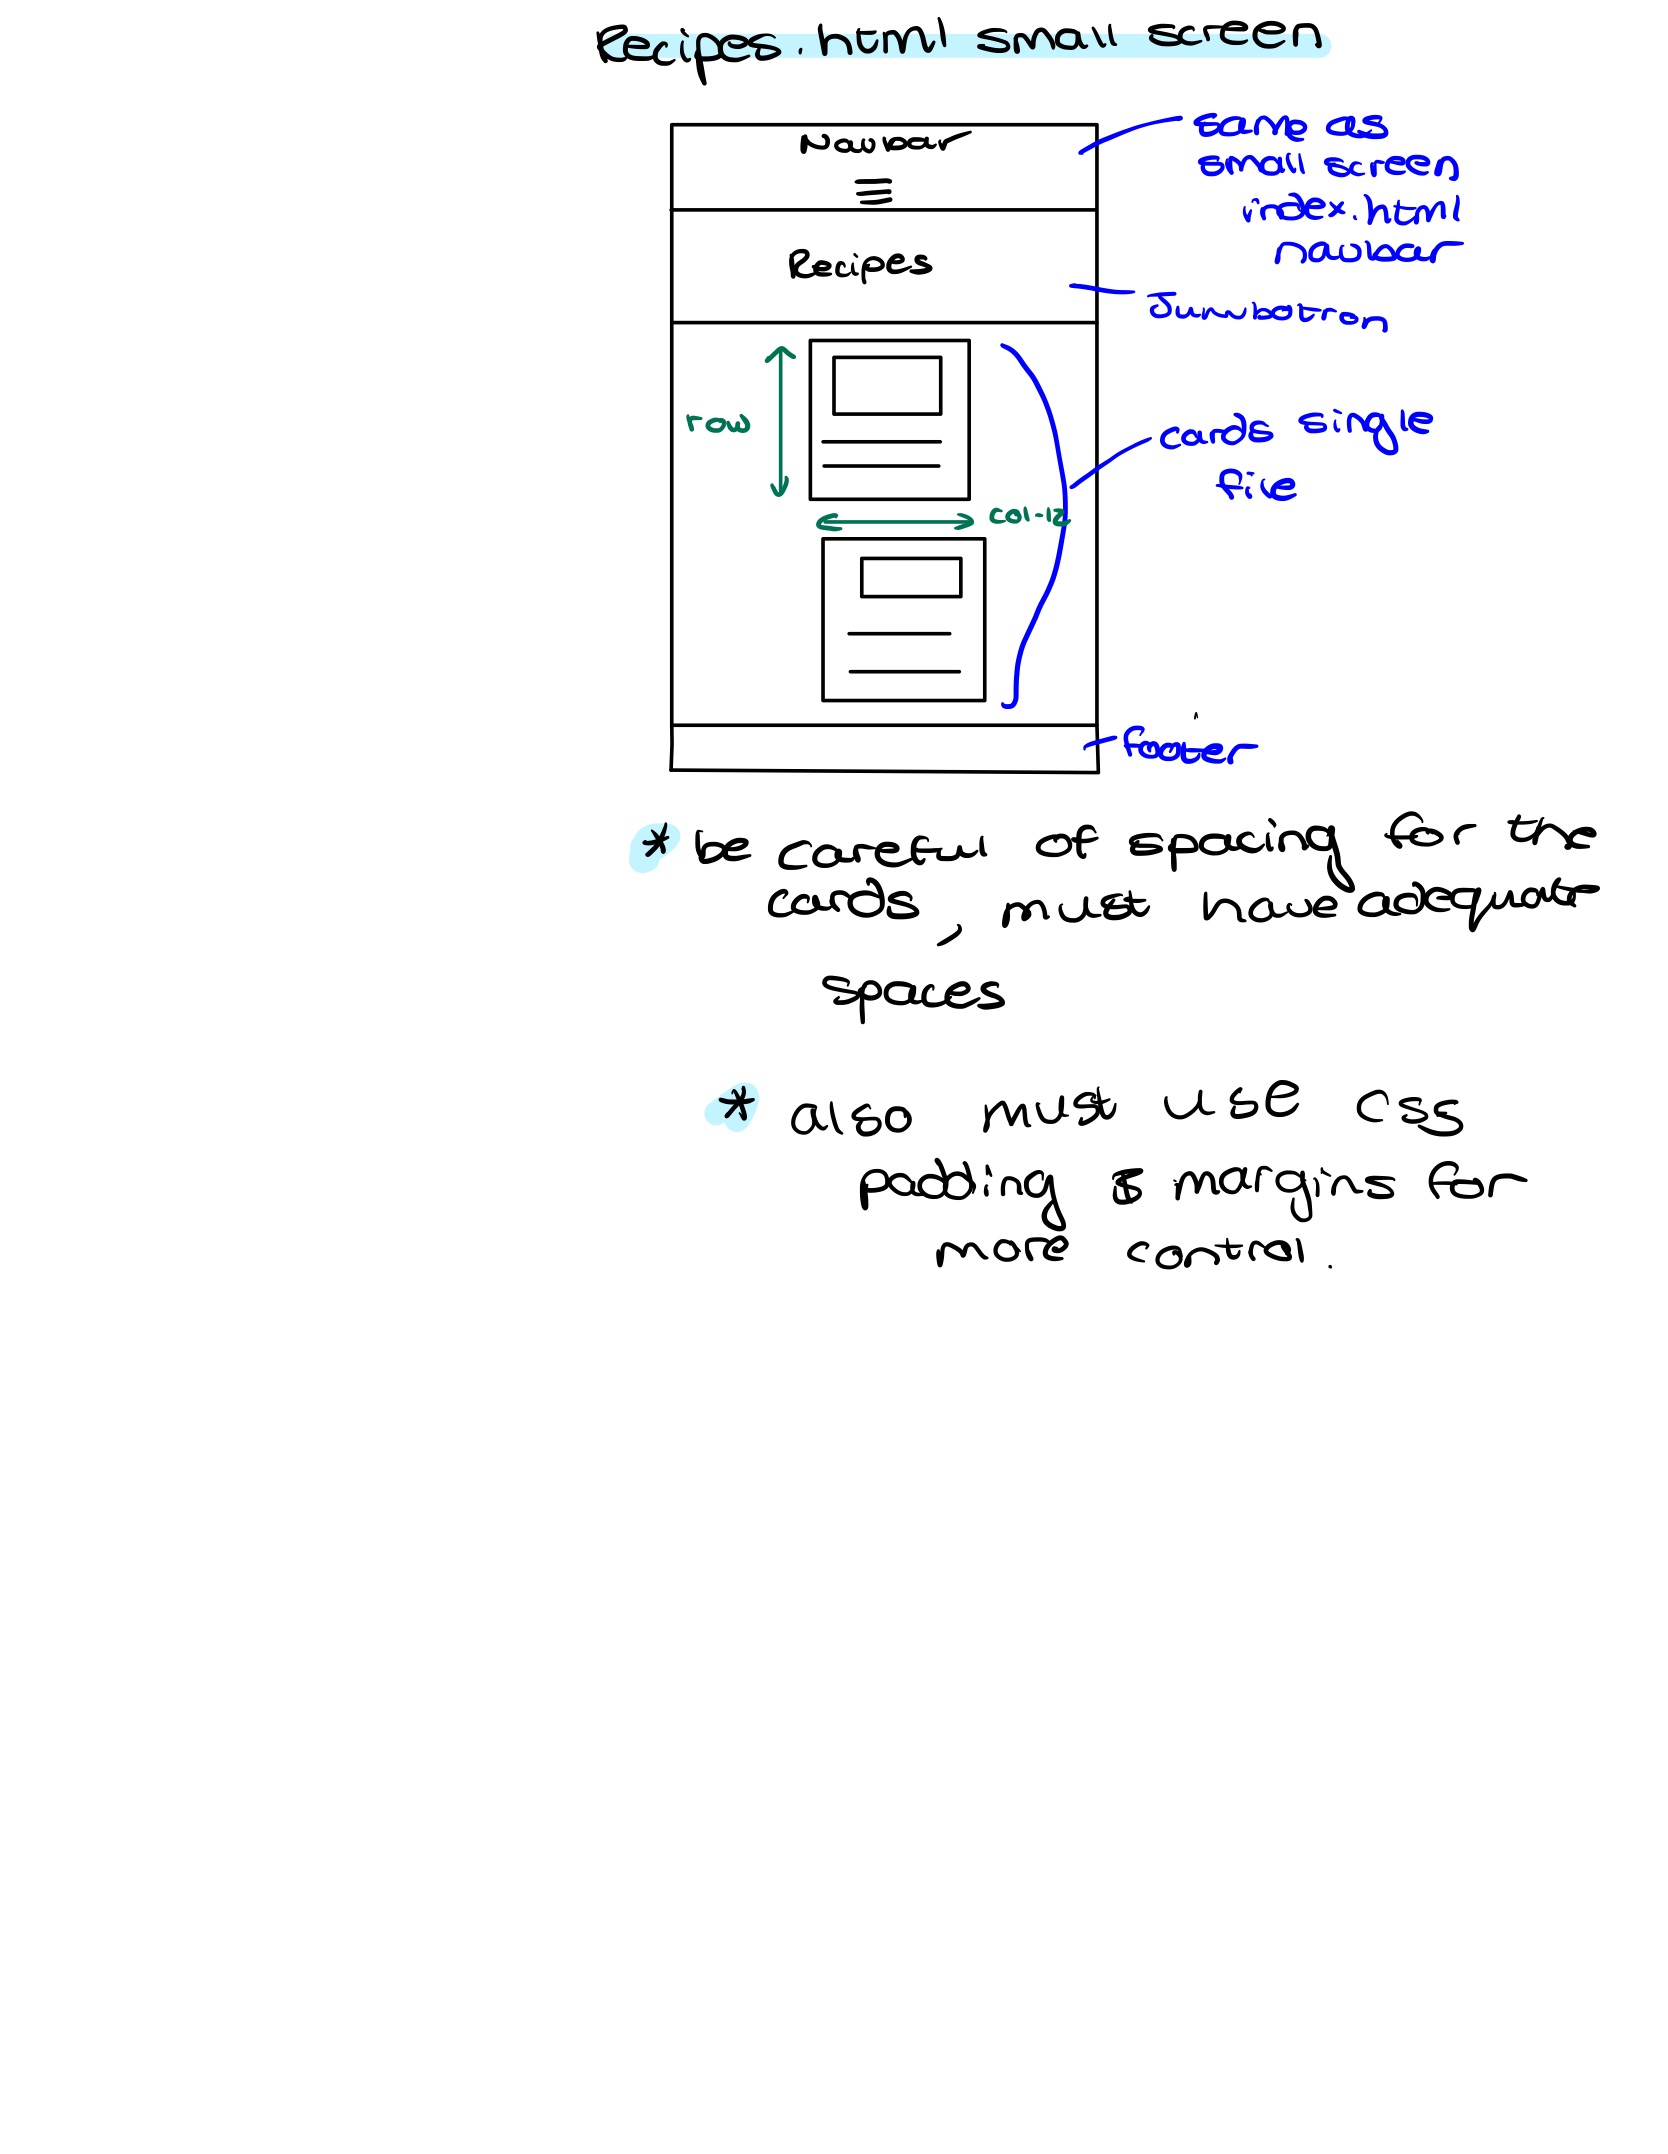 Recipes.html small screen
Navbar
same as
small screen
index.html
navbar
Recipes
Jumbotron
row
cards single
file
col-12
footer
* be careful of spacing for the
cards, must have adequate
spaces
* also must use css
padding & margins for
more control.